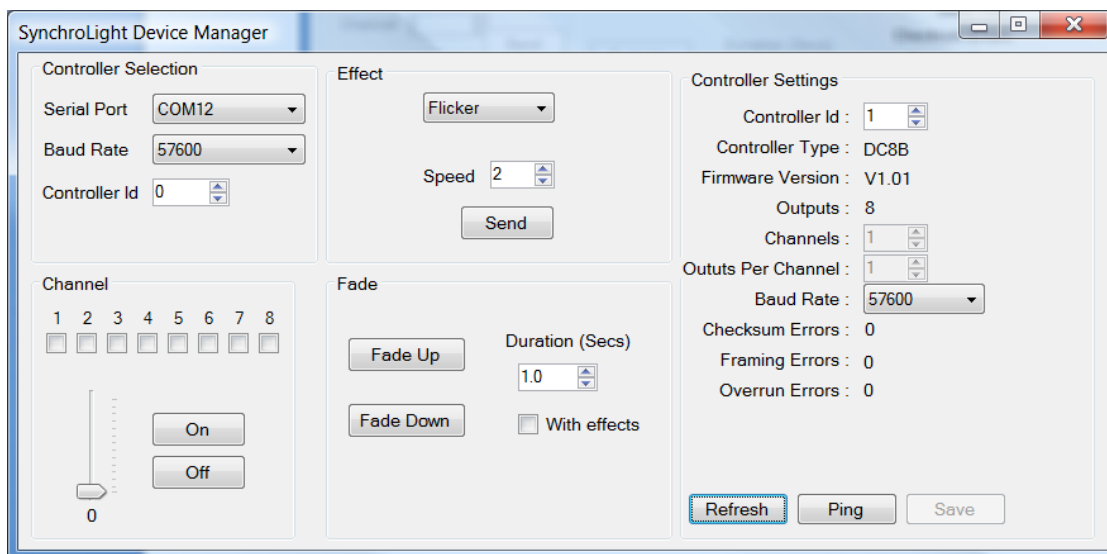 SynchroLight Device Manager
Controller Selection
Serial Port COM12
Baud Rate 57600
Controller Id 0
Effect
Flicker
Speed 2
Send
Controller Settings
Controller Id : 1
Controller Type : DC8B
Firmware Version : V1.01
Outputs : 8
Channels : 1
Oututs Per Channel : 1
Baud Rate : 57600
Checksum Errors : 0
Framing Errors : 0
Overrun Errors : 0
Refresh Ping Save
Channel
1 2 3 4 5 6 7 8
On
Off
0
Fade
Fade Up
Duration (Secs)
1.0
Fade Down
With effects